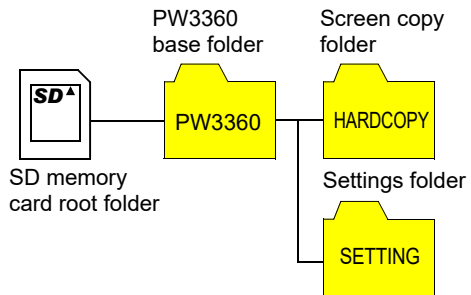 PW3360
base folder
Screen copy
folder
SD
PW3360
HARDCOPY
SD memory
card root folder
Settings folder
SETTING